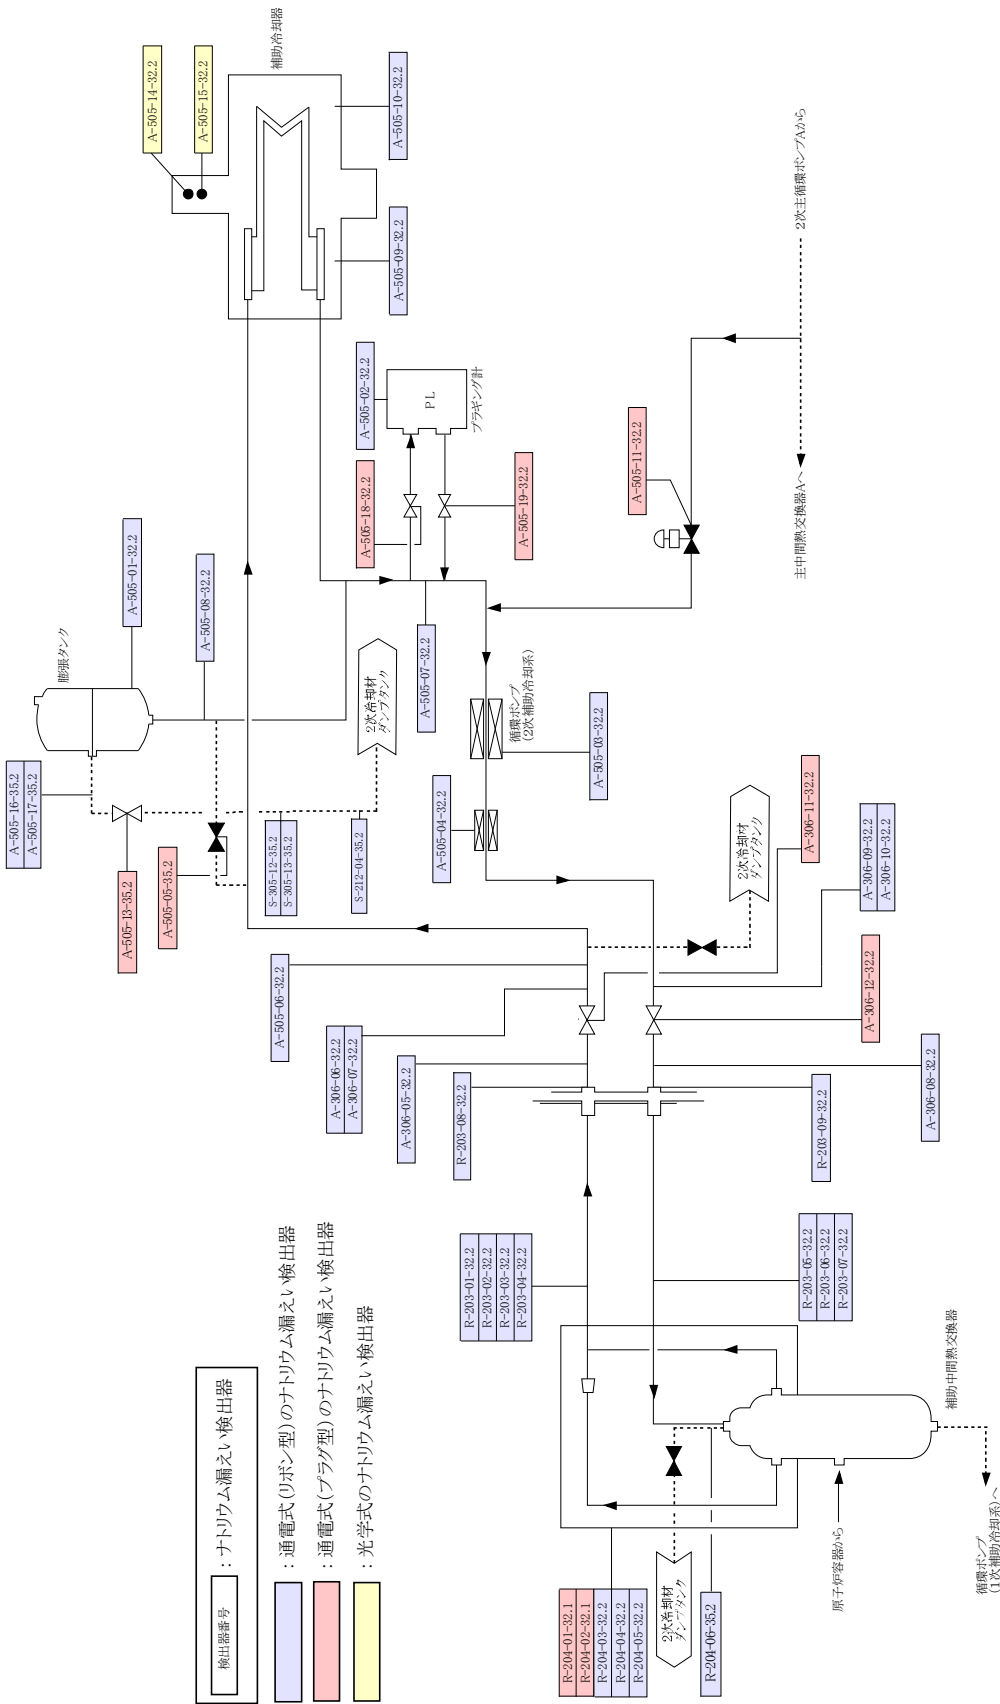 検出器番号
：ナトリウム漏えい検出器
：通電式(リボン型)のナトリウム漏えい検出器
：通電式(プラグ型)のナトリウム漏えい検出器
：光学式のナトリウム漏えい検出器
A-505-16-35.2
A-505-17-35.2
A-505-13-35.2
A-505-05-35.2
膨張タンク
A-505-01-32.2
A-505-08-32.2
A-505-14-32.2
A-505-15-32.2
補助冷却器
A-505-10-32.2
A-505-09-32.2
S-305-12-35.2
S-305-13-35.2
S-212-04-35.2
2次冷却材
ダンプタンク
A-505-02-32.2
PL
プラギング計
A-505-18-32.2
A-505-19-32.2
A-505-07-32.2
循環ポンプ
(2次補助冷却系)
A-505-03-32.2
A-505-04-32.2
A-505-11-32.2
2次主循環ポンプAから
主中間熱交換器Aへ
A-505-06-32.2
A-306-06-32.2
A-306-07-32.2
A-306-05-32.2
R-203-08-32.2
2次冷却材
ダンプタンク
A-306-11-32.2
A-306-09-32.2
A-306-10-32.2
A-306-12-32.2
A-306-08-32.2
R-203-09-32.2
R-203-01-32.2
R-203-02-32.2
R-203-03-32.2
R-203-04-32.2
R-203-05-32.2
R-203-06-32.2
R-203-07-32.2
R-204-01-32.1
R-204-02-32.1
R-204-03-32.2
R-204-04-32.2
R-204-05-32.2
2次冷却材
ダンプタンク
R-204-06-35.2
原子炉容器から
補助中間熱交換器
循環ポンプ
(1次補助冷却系)へ